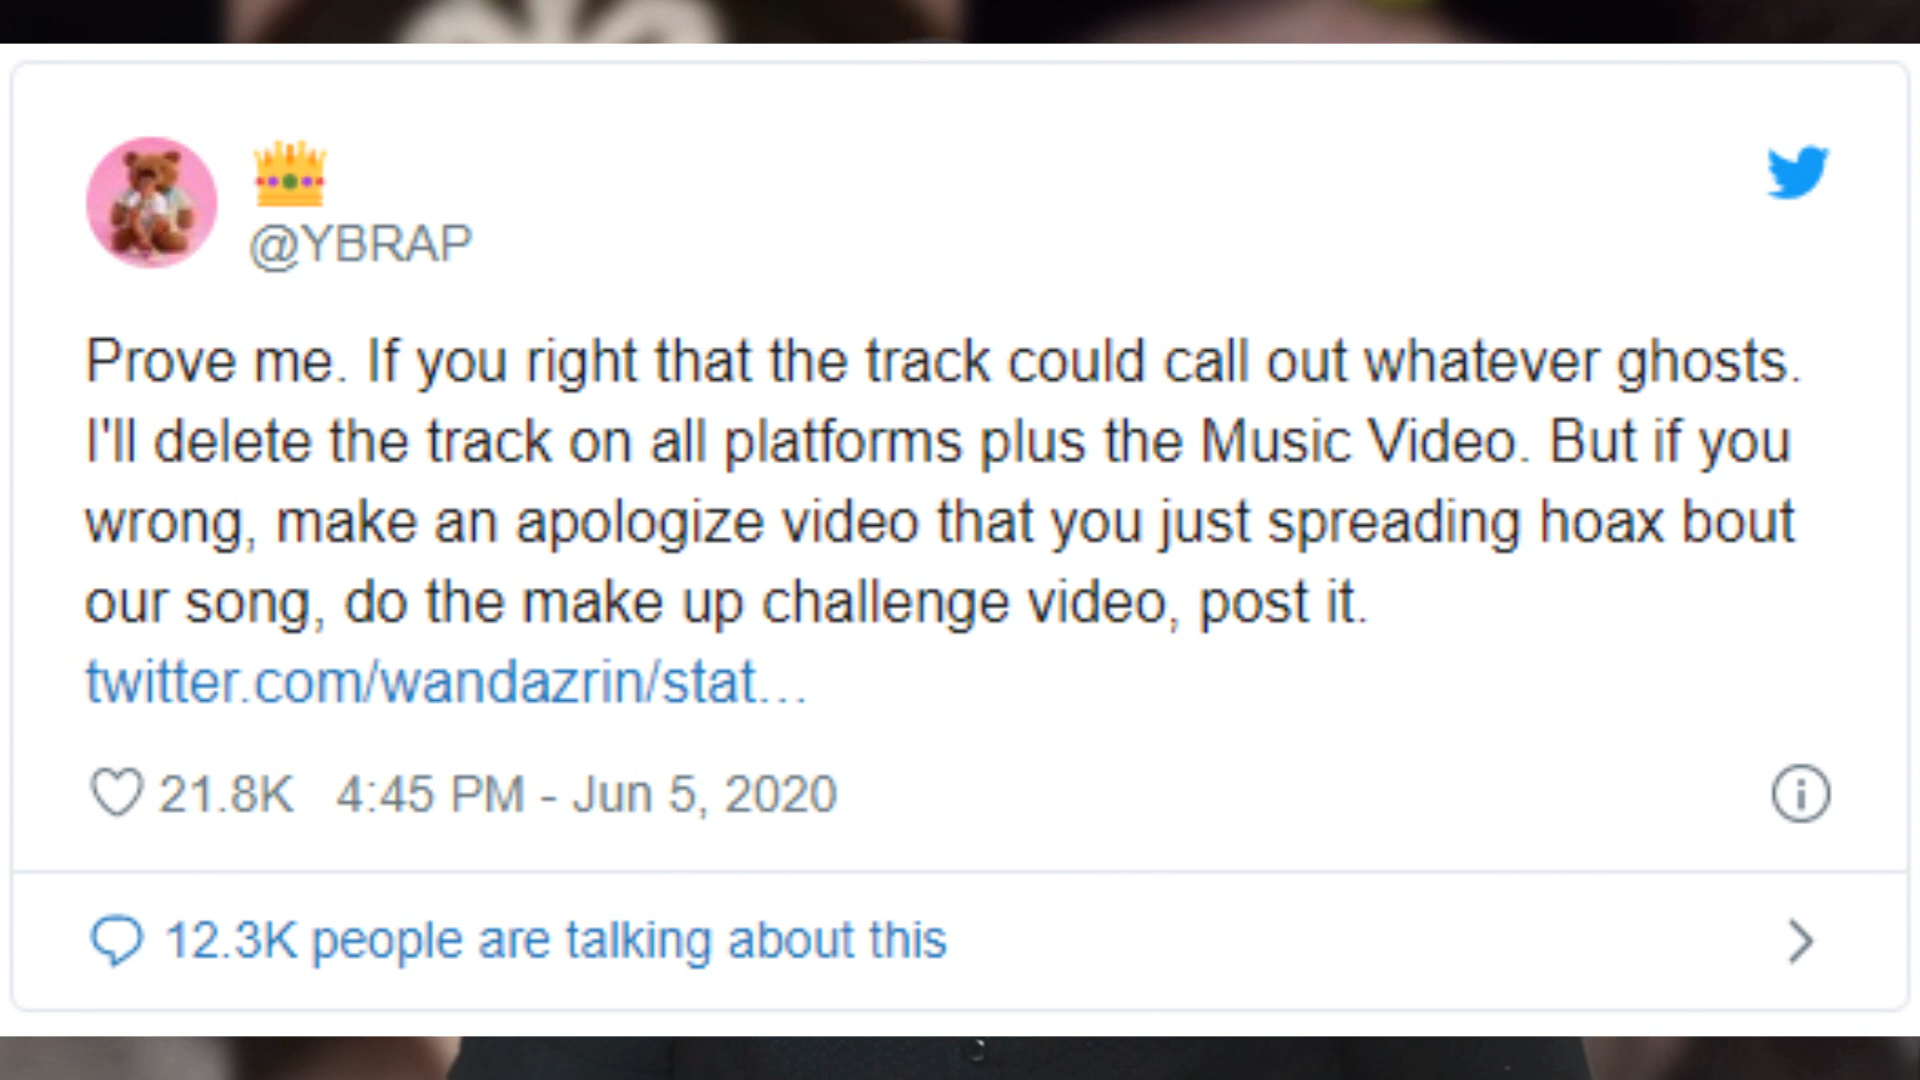 @YBRAP
Prove me. If you right that the track could call out whatever ghosts.
I'll delete the track on all platforms plus the Music Video. But if you
wrong, make an apologize video that you just spreading hoax bout
our song, do the make up challenge video, post it.
twitter.com/wandazrin/stat…
21.8K 4:45 PM - Jun 5, 2020
12.3K people are talking about this